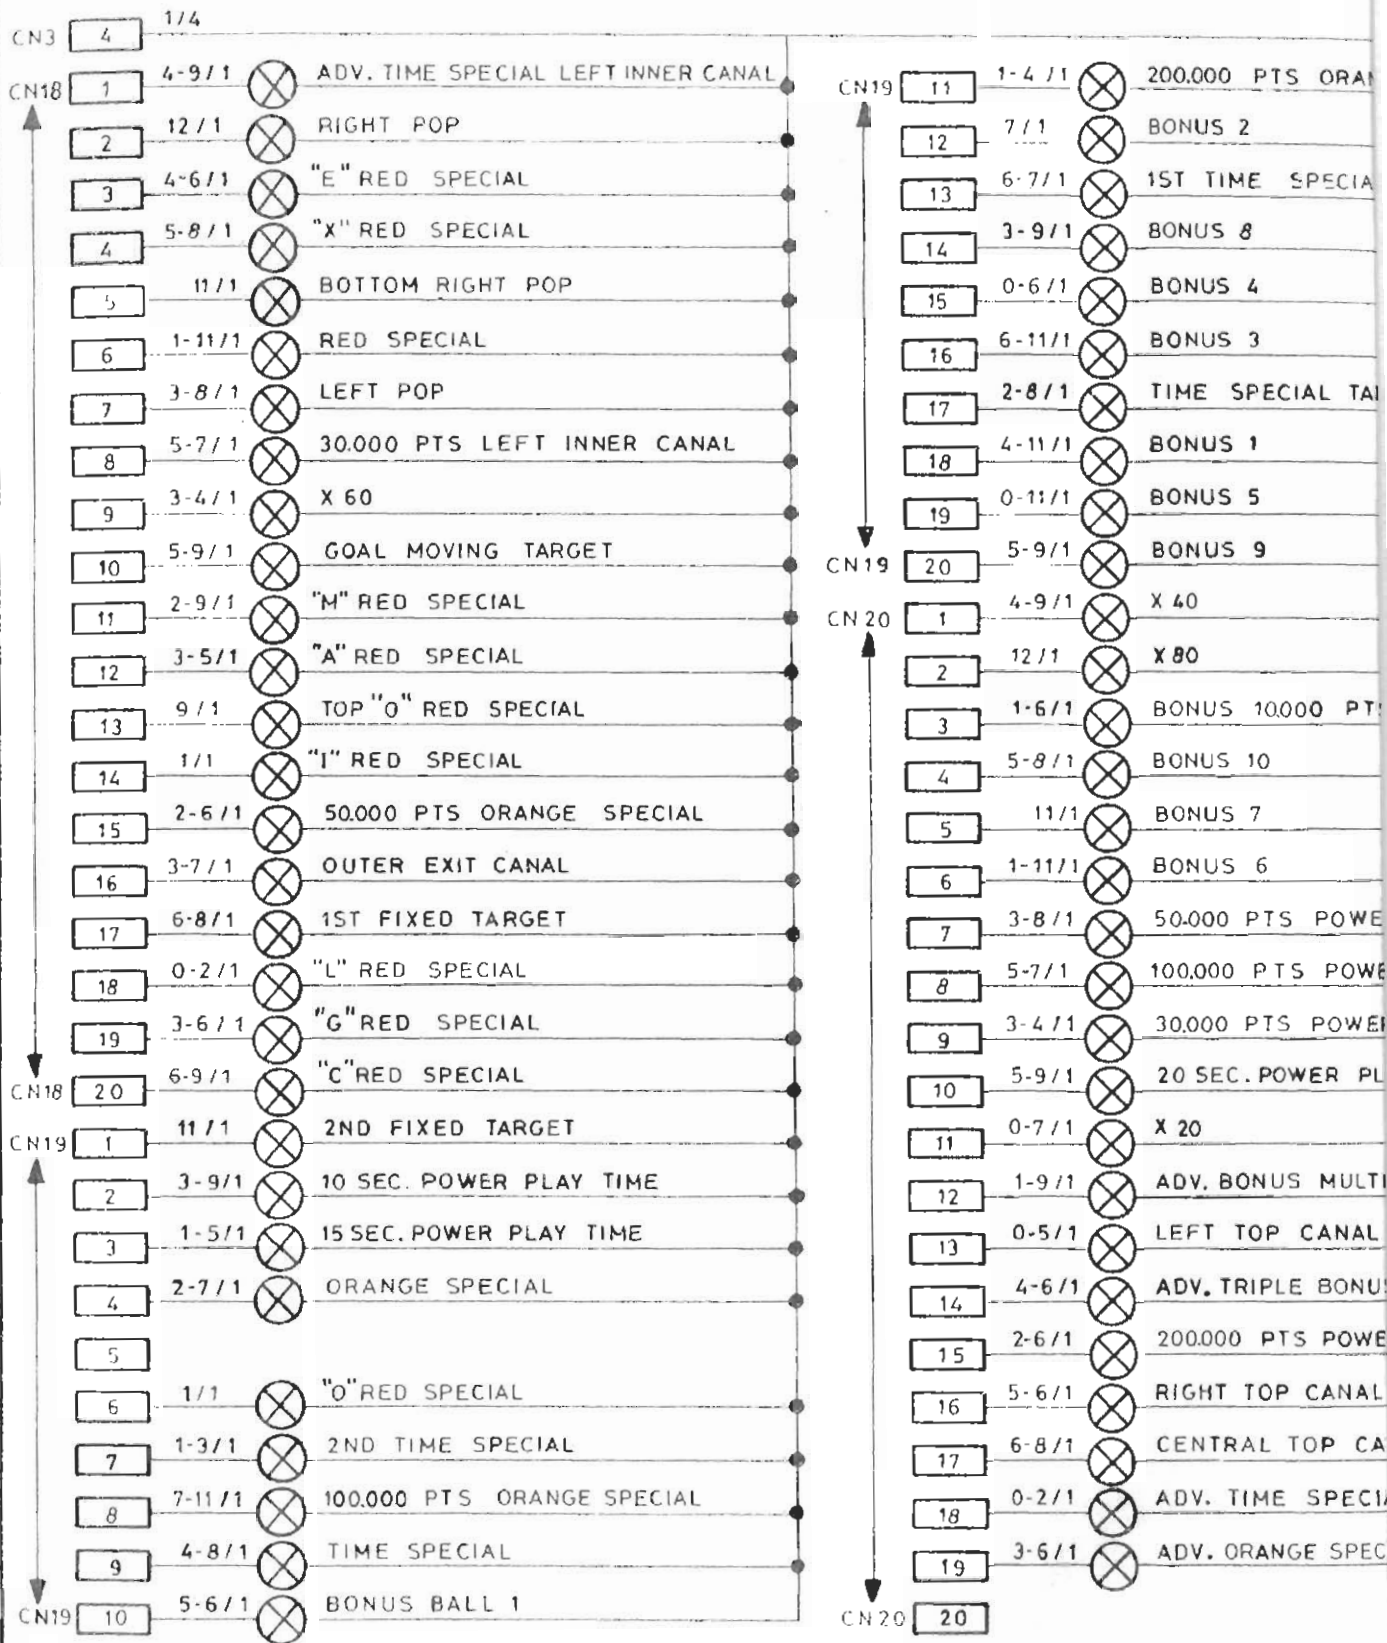 CN3 4 1/4
CN18 1 4-9/1 ADV. TIME SPECIAL LEFT INNER CANAL
2 12/1 RIGHT POP
3 4-6/1 "E" RED SPECIAL
4 5-8/1 "X" RED SPECIAL
5 11/1 BOTTOM RIGHT POP
6 1-11/1 RED SPECIAL
7 3-8/1 LEFT POP
8 5-7/1 30.000 PTS LEFT INNER CANAL
9 3-4/1 X 60
10 5-9/1 GOAL MOVING TARGET
11 2-9/1 "M" RED SPECIAL
12 3-5/1 "A" RED SPECIAL
13 9/1 TOP "O" RED SPECIAL
14 1/1 "I" RED SPECIAL
15 2-6/1 50.000 PTS ORANGE SPECIAL
16 3-7/1 OUTER EXIT CANAL
17 6-8/1 1ST FIXED TARGET
18 0-2/1 "L" RED SPECIAL
19 3-6/1 "G" RED SPECIAL
CN18 20 6-9/1 "C" RED SPECIAL
CN19 1 11/1 2ND FIXED TARGET
2 3-9/1 10 SEC. POWER PLAY TIME
3 1-5/1 15 SEC. POWER PLAY TIME
4 2-7/1 ORANGE SPECIAL
5
6 1/1 "O" RED SPECIAL
7 1-3/1 2ND TIME SPECIAL
8 7-11/1 100.000 PTS ORANGE SPECIAL
9 4-8/1 TIME SPECIAL
CN19 10 5-6/1 BONUS BALL 1
CN19 11 1-4/1 200.000 PTS ORAN
12 7/1 BONUS 2
13 6-7/1 1ST TIME SPECIA
14 3-9/1 BONUS 8
15 0-6/1 BONUS 4
16 6-11/1 BONUS 3
17 2-8/1 TIME SPECIAL TA
18 4-11/1 BONUS 1
19 0-11/1 BONUS 5
CN19 20 5-9/1 BONUS 9
CN20 1 4-9/1 X 40
2 12/1 X 80
3 1-6/1 BONUS 10.000 PT
4 5-8/1 BONUS 10
5 11/1 BONUS 7
6 1-11/1 BONUS 6
7 3-8/1 50.000 PTS POWE
8 5-7/1 100.000 PTS POWE
9 3-4/1 30.000 PTS POWE
10 5-9/1 20 SEC. POWER PL
11 0-7/1 X 20
12 1-9/1 ADV. BONUS MULTI
13 0-5/1 LEFT TOP CANAL
14 4-6/1 ADV. TRIPLE BONU
15 2-6/1 200.000 PTS POWE
16 5-6/1 RIGHT TOP CANAL
17 6-8/1 CENTRAL TOP CA
18 0-2/1 ADV. TIME SPECI
19 3-6/1 ADV. ORANGE SPEC
CN20 20